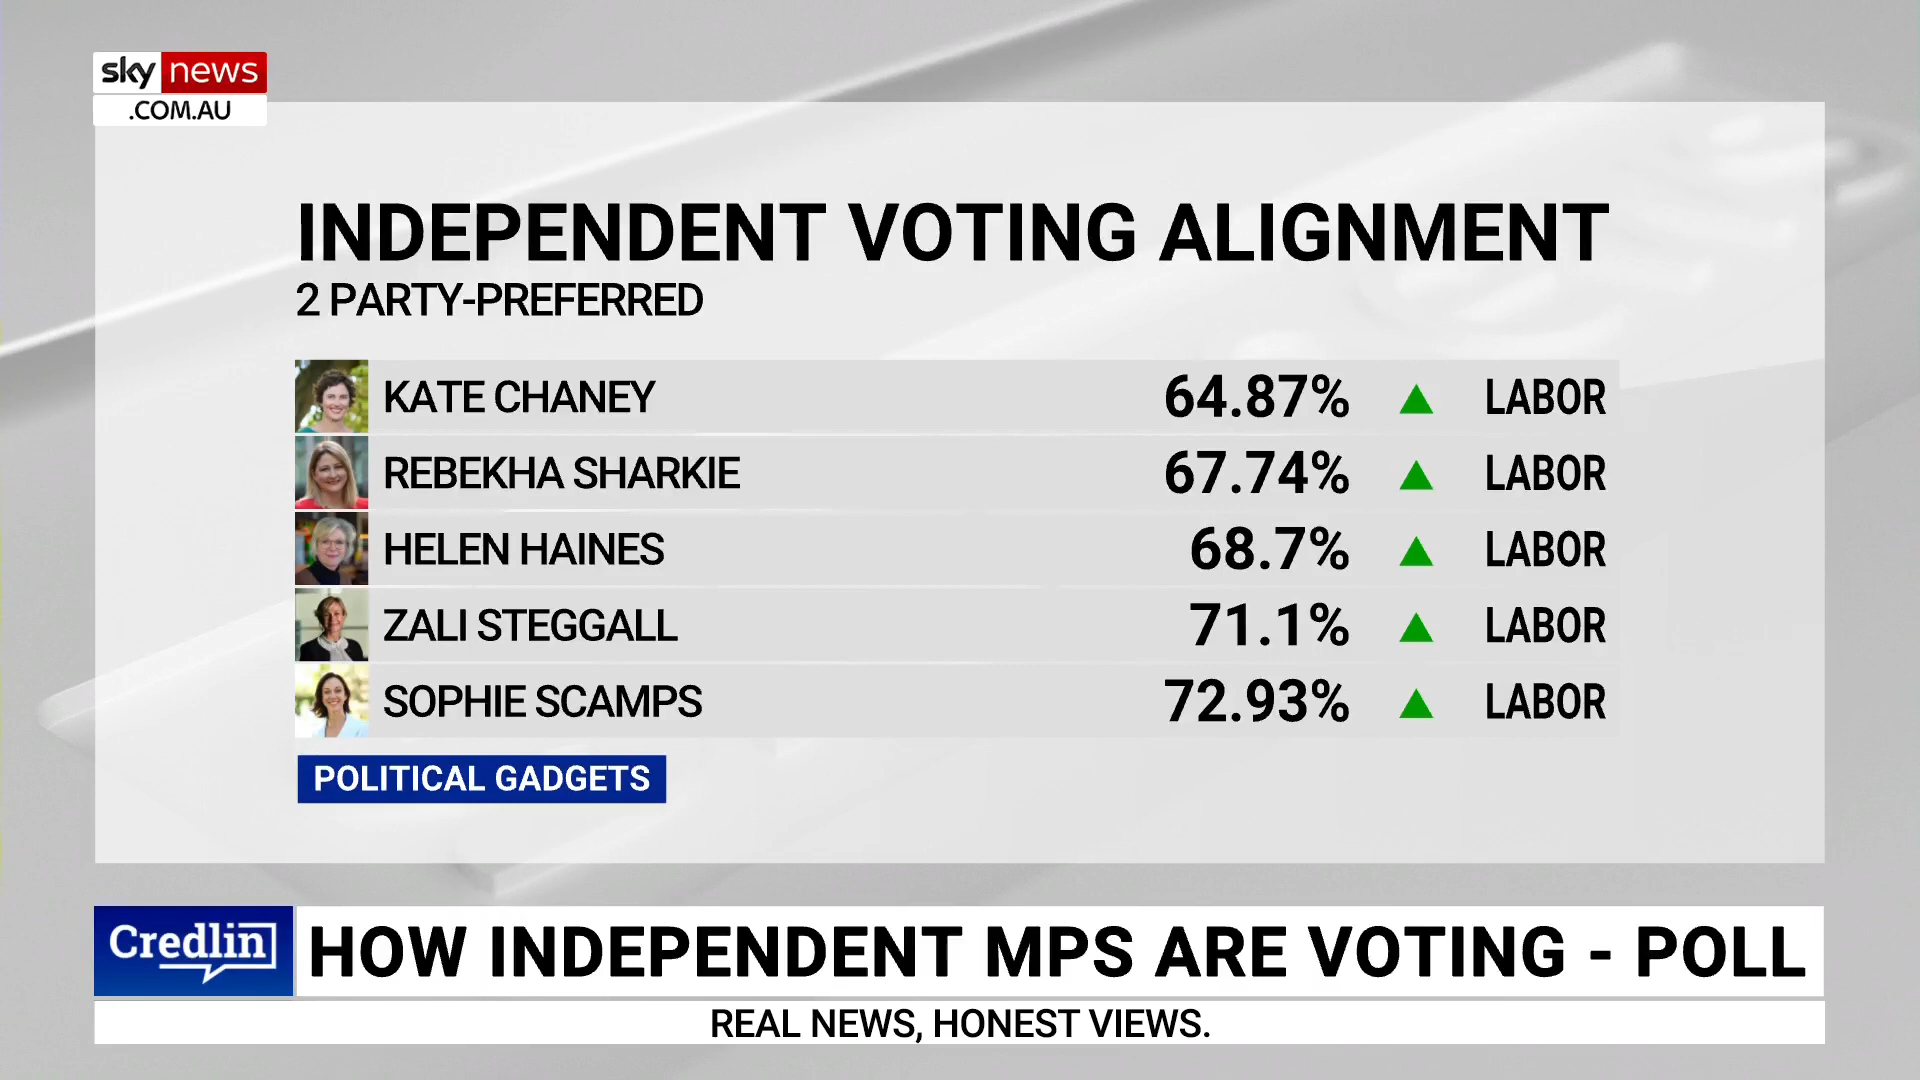 sky news
.COM.AU
INDEPENDENT VOTING ALIGNMENT
2 PARTY-PREFERRED
KATE CHANEY 64.87% ▲ LABOR
REBEKHA SHARKIE 67.74% ▲ LABOR
HELEN HAINES 68.7% ▲ LABOR
ZALI STEGGALL 71.1% ▲ LABOR
SOPHIE SCAMPS 72.93% ▲ LABOR
POLITICAL GADGETS
Credlin HOW INDEPENDENT MPS ARE VOTING - POLL
REAL NEWS, HONEST VIEWS.